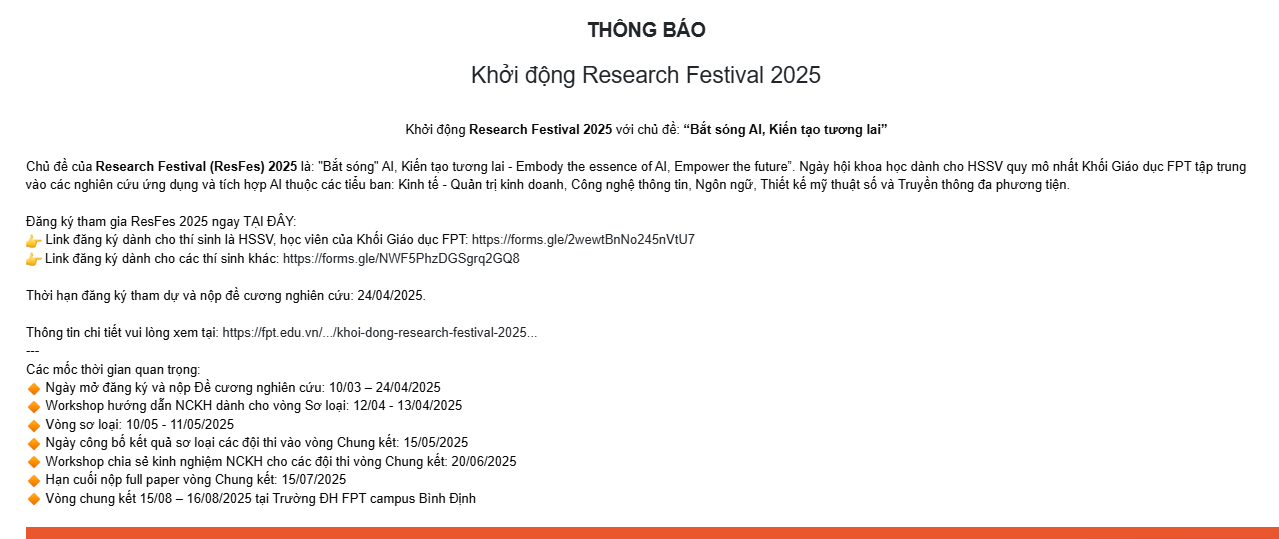 THÔNG BÁO
Khởi động Research Festival 2025
Khởi động Research Festival 2025 với chủ đề: “Bắt sóng AI, Kiến tạo tương lai”
Chủ đề của Research Festival (ResFes) 2025 là: "Bắt sóng" AI, Kiến tạo tương lai - Embody the essence of AI, Empower the future”. Ngày hội khoa học dành cho HSSV quy mô nhất Khối Giáo dục FPT tập trung
vào các nghiên cứu ứng dụng và tích hợp AI thuộc các tiểu ban: Kinh tế - Quản trị kinh doanh, Công nghệ thông tin, Ngôn ngữ, Thiết kế mỹ thuật số và Truyền thông đa phương tiện.
Đăng ký tham gia ResFes 2025 ngay TẠI ĐÂY:
👉 Link đăng ký dành cho thí sinh là HSSV, học viên của Khối Giáo dục FPT: https://forms.gle/2wewtBnNo245nVtU7
👉 Link đăng ký dành cho các thí sinh khác: https://forms.gle/NWF5PhzDGSgrq2GQ8
Thời hạn đăng ký tham dự và nộp đề cương nghiên cứu: 24/04/2025.
Thông tin chi tiết vui lòng xem tại: https://fpt.edu.vn/.../khoi-dong-research-festival-2025...
---
Các mốc thời gian quan trọng:
🔶 Ngày mở đăng ký và nộp Đề cương nghiên cứu: 10/03 – 24/04/2025
🔶 Workshop hướng dẫn NCKH dành cho vòng Sơ loại: 12/04 - 13/04/2025
🔶 Vòng sơ loại: 10/05 - 11/05/2025
🔶 Ngày công bố kết quả sơ loại các đội thi vào vòng Chung kết: 15/05/2025
🔶 Workshop chia sẻ kinh nghiệm NCKH cho các đội thi vòng Chung kết: 20/06/2025
🔶 Hạn cuối nộp full paper vòng Chung kết: 15/07/2025
🔶 Vòng chung kết 15/08 – 16/08/2025 tại Trường ĐH FPT campus Bình Định